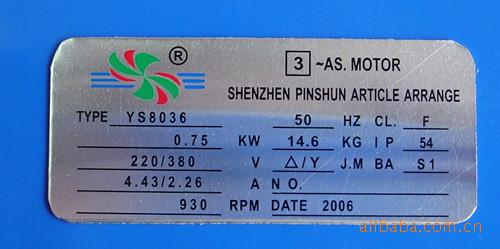 ® 3 ~AS. MOTOR
SHENZHEN PINSHUN ARTICLE ARRANGE
TYPE YS8036 50 HZ CL. F
0.75 KW 14.6 KG IP 54
220/380 V △/Y J.M BA S1
4.43/2.26 A NO.
930 RPM DATE 2006
alibaba.com.cn